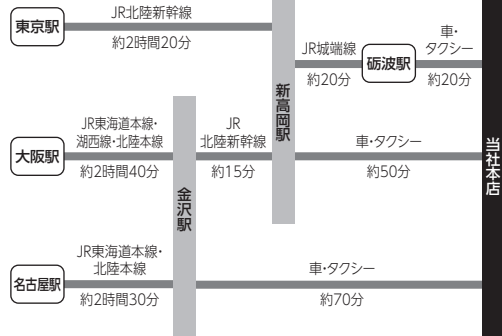 東京駅
JR北陸新幹線
約2時間20分
JR城端線
約20分
砺波駅
車・
タクシー
約20分
新高岡駅
大阪駅
JR東海道本線・
湖西線・北陸本線
約2時間40分
金沢駅
JR
北陸新幹線
約15分
車・タクシー
約50分
当社本店
名古屋駅
JR東海道本線・
北陸本線
約2時間30分
車・タクシー
約70分